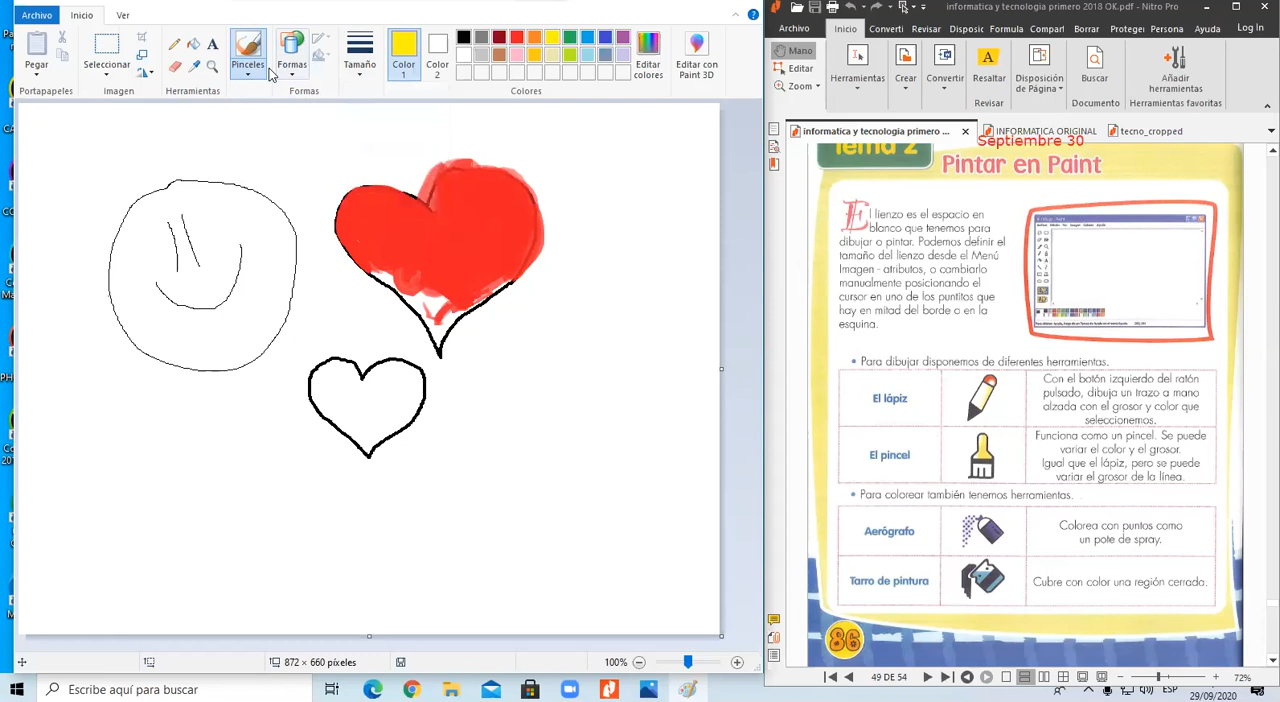 Archivo Inicio Ver
Pegar Seleccionar Pinceles Formas Tamaño Color 1 Color 2 Editar colores Editar con Paint 3D
Portapapeles Imagen Herramientas Formas Colores
872 × 660 píxeles
100%
Escribe aquí para buscar
informatica y tecnologia primero 2018 OK.pdf - Nitro Pro
Archivo Inicio Converti Revisar Disposic Formula Compart Borrar Protege Persona Ayuda Log In
Mano
Editar
Zoom
Herramientas Crear Convertir Resaltar Disposición de Página Buscar Añadir herramientas
Revisar Documento Herramientas favoritas
informatica y tecnologia primero ... INFORMATICA ORIGINAL tecno_cropped
Septiembre 30
Tema 2
Pintar en Paint
El lienzo es el espacio en
blanco que tenemos para
dibujar o pintar. Podemos definir el
tamaño del lienzo desde el Menú
Imagen - atributos, o cambiarlo
manualmente posicionando el
cursor en uno de los puntitos que
hay en mitad del borde o en la
esquina.
• Para dibujar disponemos de diferentes herramientas.
El lápiz
Con el botón izquierdo del ratón
pulsado, dibuja un trazo a mano
alzada con el grosor y color que
seleccionemos.
El pincel
Funciona como un pincel. Se puede
variar el color y el grosor.
Igual que el lápiz, pero se puede
variar el grosor de la línea.
• Para colorear también tenemos herramientas.
Aerógrafo
Colorea con puntos como
un pote de spray.
Tarro de pintura
Cubre con color una región cerrada.
86
49 DE 54
72%
ESP
29/09/2020